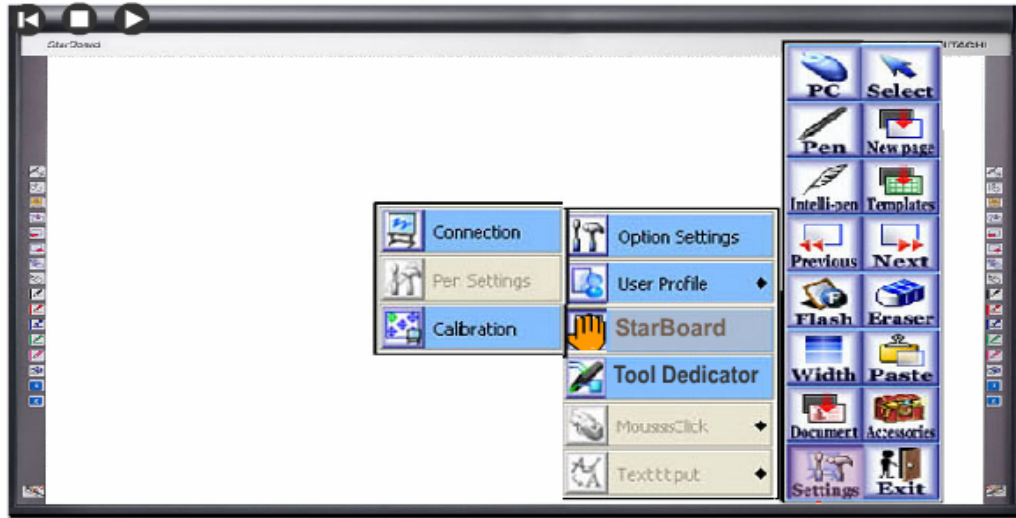 StarBoard
PC Select
Pen New page
Intelli-pen Templates
Previous Next
Flash Eraser
Width Paste
Document Accessories
Settings Exit
Option Settings
User Profile
StarBoard
Tool Dedicator
MousssClick
Textttput
Connection
Pen Settings
Calibration